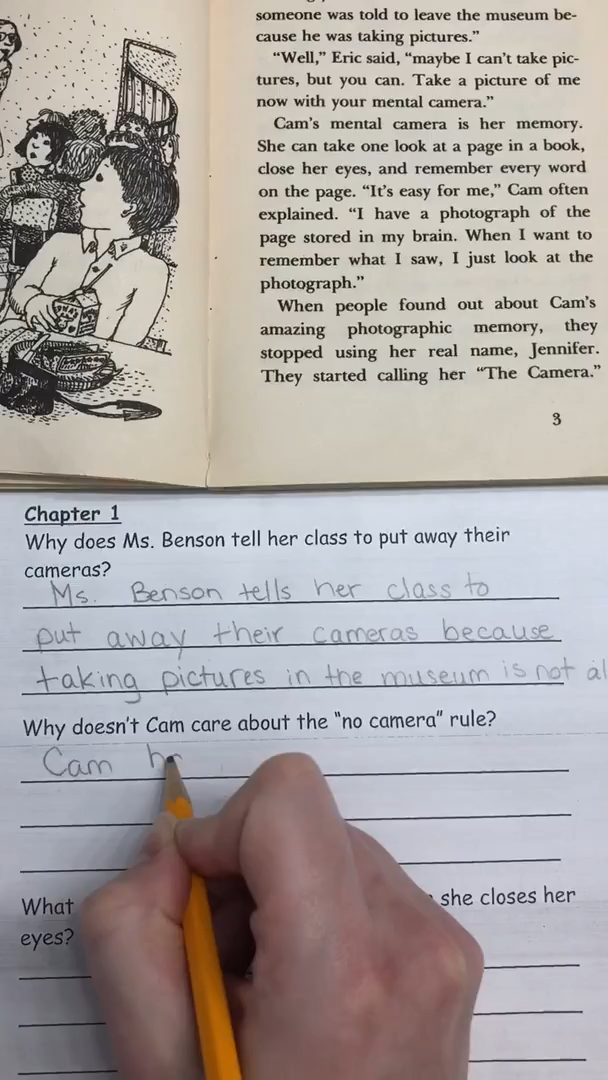 someone was told to leave the museum be-
cause he was taking pictures.”
“Well,” Eric said, “maybe I can’t take pic-
tures, but you can. Take a picture of me
now with your mental camera.”
Cam’s mental camera is her memory.
She can take one look at a page in a book,
close her eyes, and remember every word
on the page. “It’s easy for me,” Cam often
explained. “I have a photograph of the
page stored in my brain. When I want to
remember what I saw, I just look at the
photograph.”
When people found out about Cam’s
amazing photographic memory, they
stopped using her real name, Jennifer.
They started calling her “The Camera.”
3
Chapter 1
Why does Ms. Benson tell her class to put away their
cameras?
Ms. Benson tells her class to
put away their cameras because
taking pictures in the museum is not al
Why doesn’t Cam care about the “no camera” rule?
Cam
What she closes her
eyes?